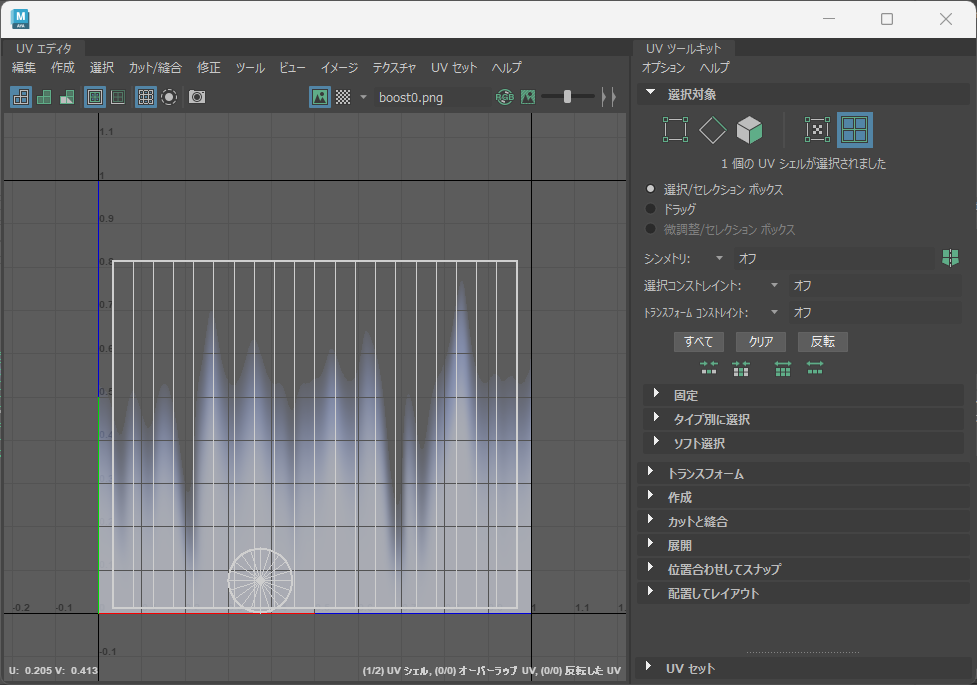 M
AYA
UV エディタ
編集 作成 選択 カット/縫合 修正 ツール ビュー イメージ テクスチャ UV セット ヘルプ
boost0.png
RGB
1.1
1
0.9
0.8
0.7
0.6
0.5
0.4
-0.2 -0.1 1 1.1 1.
-0.1
U: 0.205 V: 0.413
(1/2) UV シェル, (0/0) オーバーラップ UV, (0/0) 反転した UV
UV ツールキット
オプション ヘルプ
選択対象
1 個の UV シェルが選択されました
選択/セレクション ボックス
ドラッグ
微調整/セレクション ボックス
シンメトリ: オフ
選択コンストレイント: オフ
トランスフォーム コンストレイント: オフ
すべて クリア 反転
固定
タイプ別に選択
ソフト選択
トランスフォーム
作成
カットと縫合
展開
位置合わせしてスナップ
配置してレイアウト
UV セット